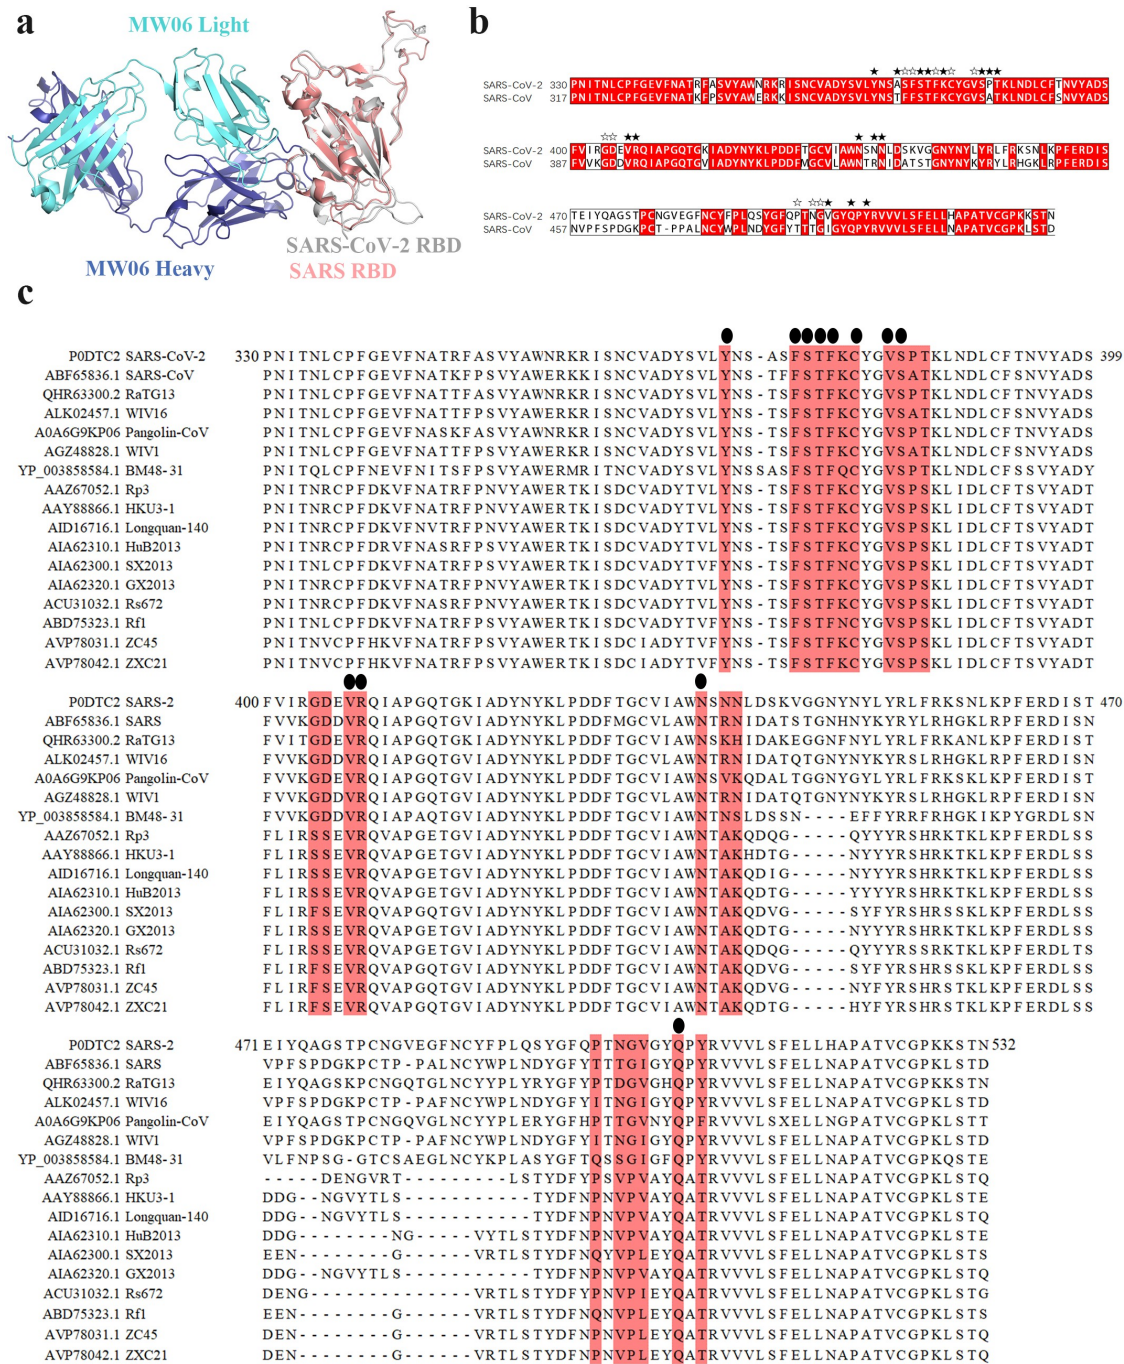 a
MW06 Light
MW06 Heavy
SARS-CoV-2 RBD
SARS RBD
b
SARS-CoV-2 330 PNITNLCPFGEVFNATRFASVYAWNRKRISNCVADYSVLYNSASFSTFKCYGVSPTKLNDLCFTNVYADS
SARS-CoV 317 PNITNLCPFGEVFNATKFPSVYAWERKKISNCVADYSVLYNSTFFSTFKCYGVSATKLNDLCFSNVYADS
SARS-CoV-2 400 FVIRGDEVRQIAPGQTGKIADYNYKLPDDFTGCVIAWNSNNLDSKVGGNYNYLYRLFRKSNLKPFERDIS
SARS-CoV 387 FVVKGDDVRQIAPGQTGVIADYNYKLPDDFMGCVLAWNTRNIDATSTGNYNYKYRYLRHGKLRPFERDIS
SARS-CoV-2 470 TEIYQAGSTPCNGVEGFNCYFPLQSYGFQPTNGVGYQPYRVVVLSFELLHAPATVCGPKKSTN
SARS-CoV 457 NVPFSPDGKPCT-PPALNCYWPLNDYGFYTTTGIGYQPYRVVVLSFELLNAPATVCGPKLSTD
c
P0DTC2 SARS-CoV-2 330 PNITNLCPFGEVFNATRFASVYAWNRKRISNCVADYSVLYNS-ASFSTFKCYGVSPTKLNDLCFTNVYADS 399
ABF65836.1 SARS-CoV PNITNLCPFGEVFNATKFPSVYAWERKKISNCVADYSVLYNS-TFFSTFKCYGVSATKLNDLCFSNVYADS
QHR63300.2 RaTG13 PNITNLCPFGEVFNATTFASVYAWNRKRISNCVADYSVLYNS-TSFSTFKCYGVSPTKLNDLCFTNVYADS
ALK02457.1 WIV16 PNITNLCPFGEVFNATTFPSVYAWERKKISNCVADYSVLYNS-TSFSTFKCYGVSATKLNDLCFSNVYADS
A0A6G9KP06 Pangolin-CoV PNITNLCPFGEVFNASKFASVYAWNRKRISNCVADYSVLYNS-TSFSTFKCYGVSPTKLNDLCFTNVYADS
AGZ48828.1 WIV1 PNITNLCPFGEVFNATTFPSVYAWERKRISNCVADYSVLYNS-TSFSTFKCYGVSATKLNDLCFSNVYADS
YP_003858584.1 BM48-31 PNITQLCPFNEVFNITSFPSVYAWERMRITNCVADYSVLYNSSASFSTFQCYGVSPTKLNDLCFSSVYADY
AAZ67052.1 Rp3 PNITNRCPFDKVFNATRFPNVYAWERTKISDCVADYTVLYNS-TSFSTFKCYGVSPSKLIDLCFTSVYADT
AAY88866.1 HKU3-1 PNITNRCPFDKVFNATRFPNVYAWERTKISDCVADYTVLYNS-TSFSTFKCYGVSPSKLIDLCFTSVYADT
AID16716.1 Longquan-140 PNITNRCPFDKVFNATRFPNVYAWERTKISDCVADYTVLYNS-TSFSTFKCYGVSPSKLIDLCFTSVYADT
AIA62310.1 HuB2013 PNITNRCPFDRVFNASRFPSVYAWERTKISDCVADYTVLYNS-TSFSTFKCYGVSPSKLIDLCFTSVYADT
AIA62300.1 SX2013 PNITNLCPFDKVFNATRFPSVYAWERTKISDCVADYTVLYNS-TSFSTFNCYGVSPSKLIDLCFTSVYADT
AIA62320.1 GX2013 PNITNRCPFDKVFNATRFPNVYAWERTKISDCVADYTVLYNS-TSFSTFKCYGVSPSKLIDLCFTSVYADT
ACU31032.1 Rs672 PNITNRCPFDKVFNASRFPNVYAWERTKISDCVADYTVLYNS-TSFSTFKCYGVSPSKLIDLCFTSVYADT
ABD75323.1 Rf1 PNITNLCPFDKVFNATRFPSVYAWERTKISDCVADYTVFYNS-TSFSTFNCYGVSPSKLIDLCFTSVYADT
AVP78031.1 ZC45 PNITNVCPFHKVFNATRFPSVYAWERTKISDCIADYTVFYNS-TSFSTFKCYGVSPSKLIDLCFTSVYADT
AVP78042.1 ZXC21 PNITNVCPFHKVFNATRFPSVYAWERTKISDCIADYTVFYNS-TSFSTFKCYGVSPSKLIDLCFTSVYADT
P0DTC2 SARS-2 400 FVIRGDEVRQIAPGQTGKIADYNYKLPDDFTGCVIAWNSNNLDSKVGGNYNYLYRLFRKSNLKPFERDIST 470
ABF65836.1 SARS FVVKGDDVRQIAPGQTGVIADYNYKLPDDFMGCVLAWNTRNIDATSTGNHNYKYRYLRHGKLRPFERDISN
QHR63300.2 RaTG13 FVITGDEVRQIAPGQTGKIADYNYKLPDDFTGCVIAWNSKHIDAKEGGNFNYLYRLFRKANLKPFERDIST
ALK02457.1 WIV16 FVVKGDDVRQIAPGQTGVIADYNYKLPDDFTGCVLAWNTRNIDATQTGNYNYKYRSLRHGKLRPFERDISN
A0A6G9KP06 Pangolin-CoV FVVKGDEVRQIAPGQTGVIADYNYKLPDDFTGCVIAWNSVKQDALTGGNYGYLYRLFRKSKLKPFERDIST
AGZ48828.1 WIV1 FVVKGDDVRQIAPGQTGVIADYNYKLPDDFTGCVLAWNTRNIDATQTGNYNYKYRSLRHGKLRPFERDISN
YP_003858584.1 BM48-31 FVVKGDDVRQIAPAQTGVIADYNYKLPDDFTGCVIAWNTNSLDSSN----EFFYRRFRHGKIKPYGRDLSN
AAZ67052.1 Rp3 FLIRSSEVRQVAPGETGVIADYNYKLPDDFTGCVIAWNTAKQDQG-----QYYYRSHRKTKLKPFERDLSS
AAY88866.1 HKU3-1 FLIRSSEVRQVAPGETGVIADYNYKLPDDFTGCVIAWNTAKHDTG-----NYYYRSHRKTKLKPFERDLSS
AID16716.1 Longquan-140 FLIRSSEVRQVAPGQTGVIADYNYKLPDDFTGCVIAWNTAKQDIG-----NYYYRSHRKTKLKPFERDLSS
AIA62310.1 HuB2013 FLIRSSEVRQVAPGQTGVIADYNYKLPDDFTGCVIAWNTAKQDVG-----NYYYRSHRKTKLKPFERDLSS
AIA62300.1 SX2013 FLIRFSEVRQVAPGQTGVIADYNYKLPDDFTGCVIAWNTAKQDVG-----SYFYRSHRSSKLKPFERDLSS
AIA62320.1 GX2013 FLIRSSEVRQVAPGQTGVIADYNYKLPDDFTGCVIAWNTAKQDVG-----NYYYRSHRKTKLKPFERDLSS
ACU31032.1 Rs672 FLIRSSEVRQVAPGETGVIADYNYKLPDDFTGCVIAWNTAKQDQG-----QYYYRSSRKTKLKPFERDLTS
ABD75323.1 Rf1 FLIRFSEVRQVAPGQTGVIADYNYKLPDDFTGCVIAWNTAKQDVG-----SYFYRSHRSSKLKPFERDLSS
AVP78031.1 ZC45 FLIRFSEVRQVAPGQTGVIADYNYKLPDDFTGCVIAWNTAKQDVG-----SYFYRSHRSTKLKPFERDLSS
AVP78042.1 ZXC21 FLIRFSEVRQVAPGQTGVIADYNYKLPDDFTGCVIAWNTAKQDTG-----HYFYRSHRSTKLKPFERDLSS
P0DTC2 SARS-2 471 EIYQAGSTPCNGVEGFNCYFPLQSYGFQPTNGVGYQPYRVVVLSFELLHAPATVCGPKKSTN 532
ABF65836.1 SARS VPFSPDGKPCTP-PALNCYWPLNDYGFYTTTGIGYQPYRVVVLSFELLNAPATVCGPKLSTD
QHR63300.2 RaTG13 EIYQAGSKPCNGQTGLNCYYPLYRYGFYPTDGVGHQPYRVVVLSFELLNAPATVCGPKKSTN
ALK02457.1 WIV16 VPFSPDGKPCTP-PAFNCYWPLNDYGFYITNGIGYQPYRVVVLSFELLNAPATVCGPKLSTD
A0A6G9KP06 Pangolin-CoV EIYQAGSTPCNGQVGLNCYYPLERYGFHPTTGVNYQPFRVVVLSXELLNGPATVCGPKLSTT
AGZ48828.1 WIV1 VPFSPDGKPCTP-PAFNCYWPLNDYGFYITNGIGYQPYRVVVLSFELLNAPATVCGPKLSTD
YP_003858584.1 BM48-31 VLFNPSG-GTCSAEGLNCYKPLASYGFTQSSGIGFQPYRVVVLSFELLNAPATVCGPKQSTE
AAZ67052.1 Rp3 -----DENGVRT---------LSTYDFYPSVPVAYQATRVVVLSFELLNAPATVCGPKLSTQ
AAY88866.1 HKU3-1 DDG--NGVYTLS-----------TYDFNPNVPVAYQATRVVVLSFELLNAPATVCGPKLSTE
AID16716.1 Longquan-140 DDG--NGVYTLS-----------TYDFNPNVPVAYQATRVVVLSFELLNAPATVCGPKLSTQ
AIA62310.1 HuB2013 DDG--------NG-----VYTLSTYDFNPNVPVAYQATRVVVLSFELLNAPATVCGPKLSTE
AIA62300.1 SX2013 EEN--------G------VRTLSTYDFNQYVPLEYQATRVVVLSFELLNAPATVCGPKLSTS
AIA62320.1 GX2013 DDG--NGVYTLS-----------TYDFNPNVPVAYQATRVVVLSFELLNAPATVCGPKLSTQ
ACU31032.1 Rs672 DENG--------------VRTLSTYDFYPNVPIEYQATRVVVLSFELLNAPATVCGPKLSTG
ABD75323.1 Rf1 EEN--------G------VRTLSTYDFNQNVPLEYQATRVVVLSFELLNAPATVCGPKLSTS
AVP78031.1 ZC45 DEN--------G------VRTLSTYDFNPNVPLEYQATRVVVLSFELLNAPATVCGPKLSTQ
AVP78042.1 ZXC21 DEN--------G------VRTLSTYDFNPNVPLEYQATRVVVLSFELLNAPATVCGPKLSTQ